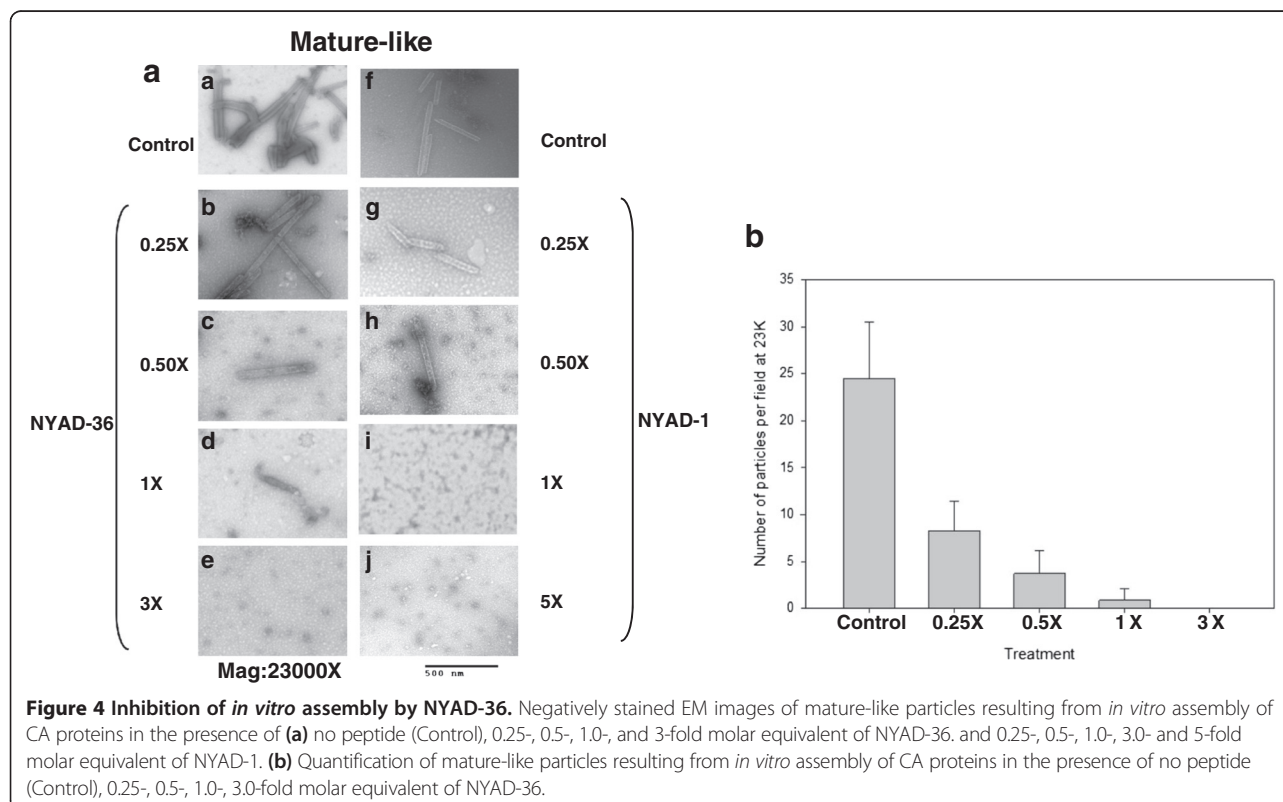 Mature-like
a
a
f
Control
Control
b
g
0.25X
0.25X
c
h
0.50X
0.50X
NYAD-36
NYAD-1
d
i
1X
1X
e
j
3X
5X
Mag:23000X
500 nm
b
Number of particles per field at 23K
35
30
25
20
15
10
5
0
Control 0.25X 0.5X 1 X 3 X
Treatment
Figure 4 Inhibition of in vitro assembly by NYAD-36. Negatively stained EM images of mature-like particles resulting from in vitro assembly of
CA proteins in the presence of (a) no peptide (Control), 0.25-, 0.5-, 1.0-, and 3-fold molar equivalent of NYAD-36. and 0.25-, 0.5-, 1.0-, 3.0- and 5-fold
molar equivalent of NYAD-1. (b) Quantification of mature-like particles resulting from in vitro assembly of CA proteins in the presence of no peptide
(Control), 0.25-, 0.5-, 1.0-, 3.0-fold molar equivalent of NYAD-36.